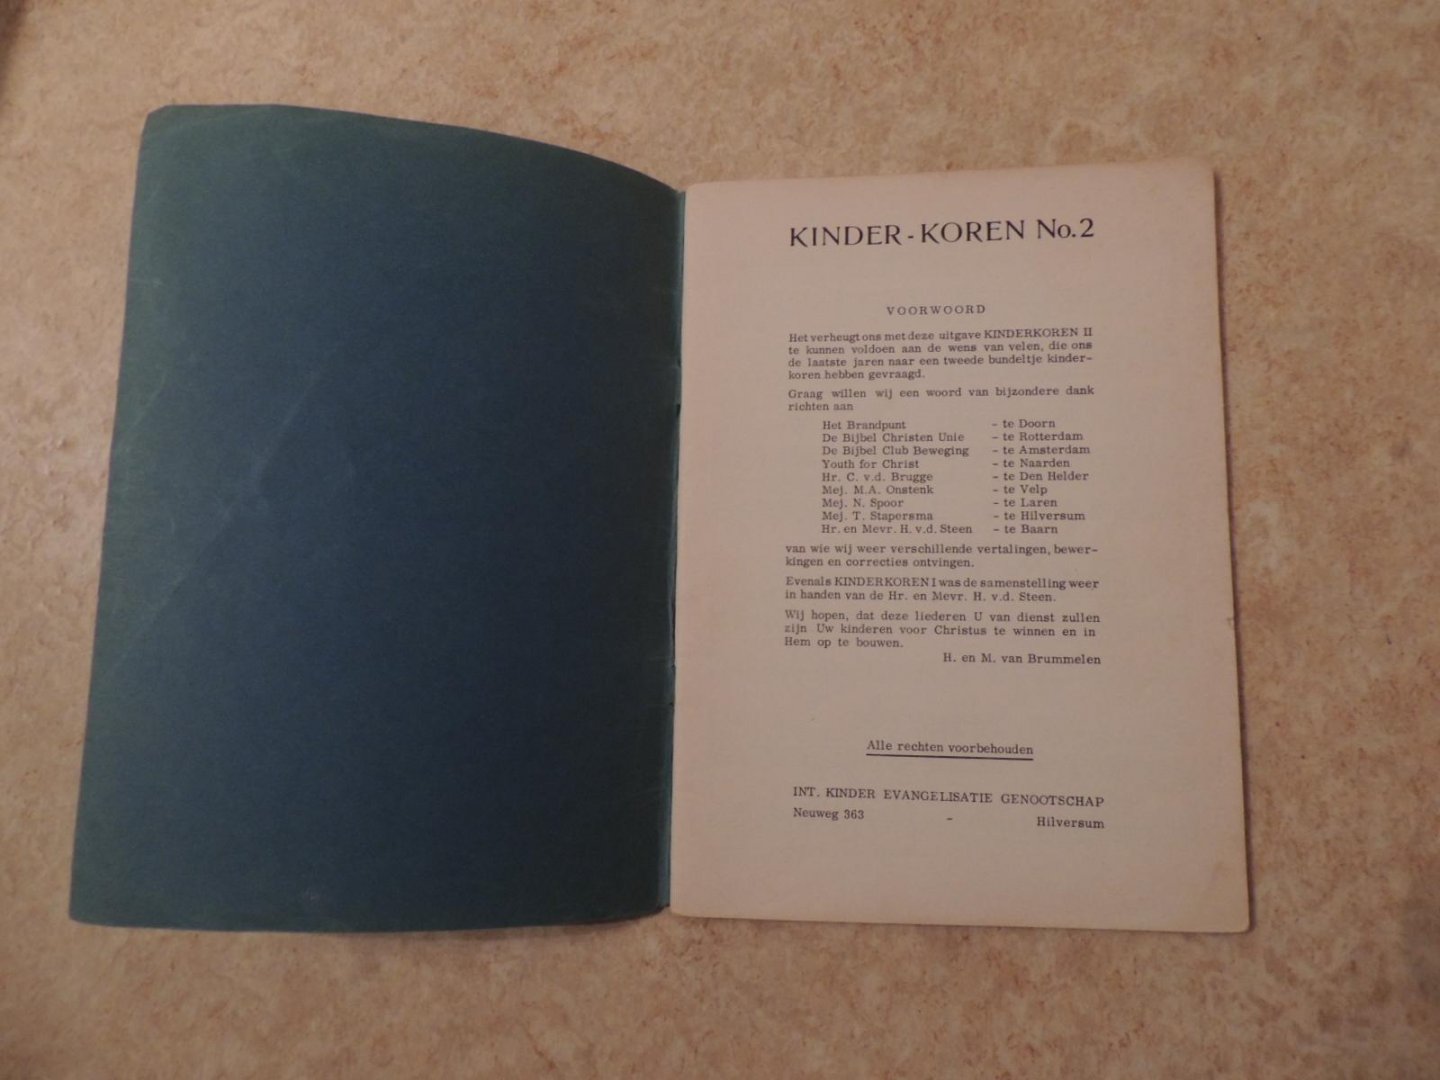 KINDER-KOREN No.2
VOORWOORD
Het verheugt ons met deze uitgave KINDERKOREN II
te kunnen voldoen aan de wens van velen, die ons
de laatste jaren naar een tweede bundeltje kinder-
koren hebben gevraagd.
Graag willen wij een woord van bijzondere dank
richten aan
Het Brandpunt - te Doorn
De Bijbel Christen Unie - te Rotterdam
De Bijbel Club Beweging - te Amsterdam
Youth for Christ - te Naarden
Hr. C. v.d. Brugge - te Den Helder
Mej. M.A. Onstenk - te Velp
Mej. N. Spoor - te Laren
Mej. T. Stapersma - te Hilversum
Hr. en Mevr. H. v.d. Steen - te Baarn
van wie wij weer verschillende vertalingen, bewer-
kingen en correcties ontvingen.
Evenals KINDERKOREN I was de samenstelling weer
in handen van de Hr. en Mevr. H. v.d. Steen.
Wij hopen, dat deze liederen U van dienst zullen
zijn Uw kinderen voor Christus te winnen en in
Hem op te bouwen.
H. en M. van Brummelen
Alle rechten voorbehouden
INT. KINDER EVANGELISATIE GENOOTSCHAP
Neuweg 363 - Hilversum